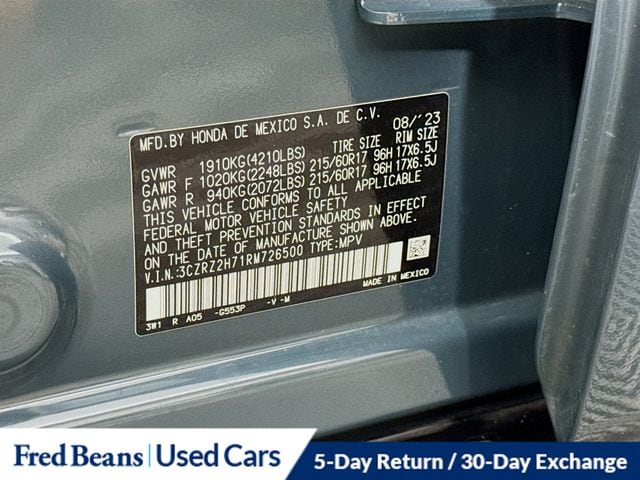 MFD.BY HONDA DE MEXICO S.A. DE C.V. 08/'23
TIRE SIZE RIM SIZE
GVWR 1910KG(4210LBS)
GAWR F 1020KG(2248LBS) 215/60R17 96H 17X6.5J
GAWR R 940KG(2072LBS) 215/60R17 96H 17X6.5J
THIS VEHICLE CONFORMS TO ALL APPLICABLE
FEDERAL MOTOR VEHICLE SAFETY
AND THEFT PREVENTION STANDARDS IN EFFECT
ON THE DATE OF MANUFACTURE SHOWN ABOVE.
V.I.N.:3CZRZ2H71RM726500 TYPE:MPV
MADE IN MEXICO
3W1 R A05 -G553P -V -M
Fred Beans | Used Cars 5-Day Return / 30-Day Exchange